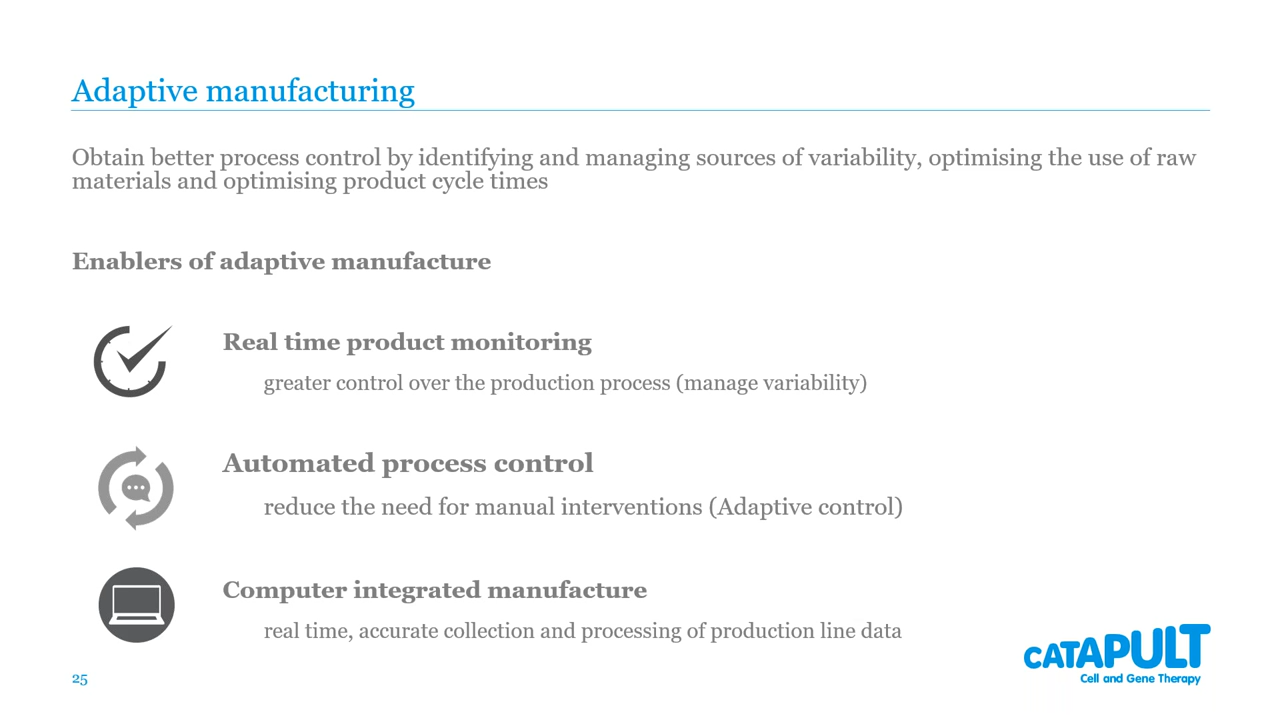 Adaptive manufacturing
Obtain better process control by identifying and managing sources of variability, optimising the use of raw
materials and optimising product cycle times
Enablers of adaptive manufacture
Real time product monitoring
greater control over the production process (manage variability)
Automated process control
reduce the need for manual interventions (Adaptive control)
Computer integrated manufacture
real time, accurate collection and processing of production line data
25
CATAPULT
Cell and Gene Therapy